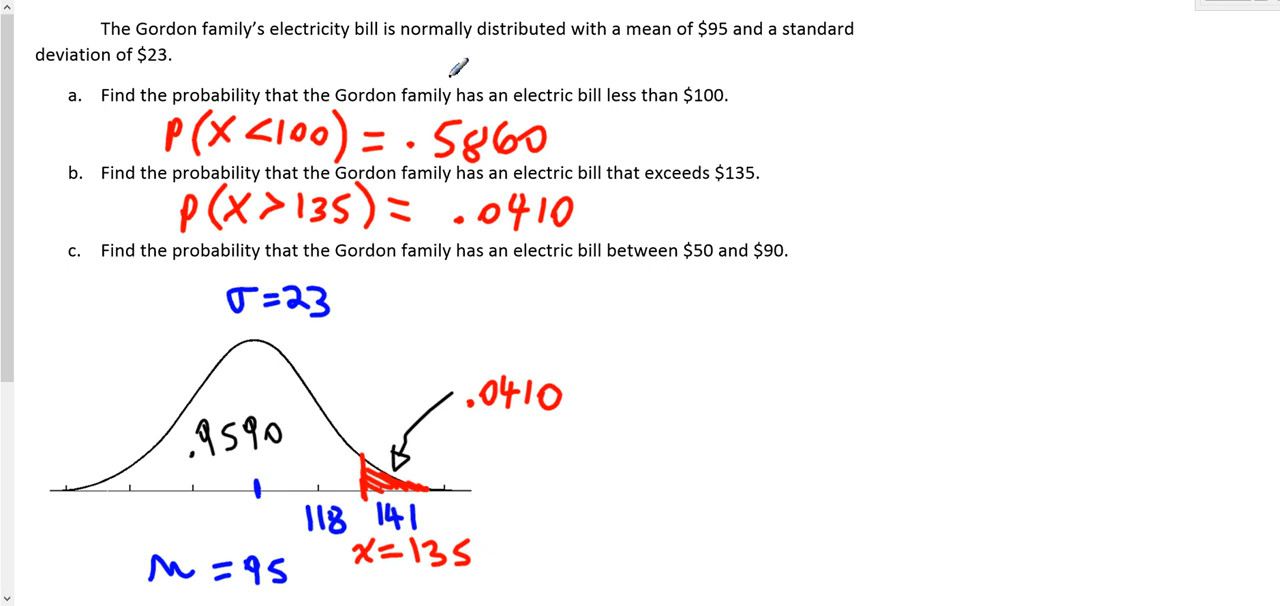 The Gordon family's electricity bill is normally distributed with a mean of $95 and a standard
deviation of $23.
a. Find the probability that the Gordon family has an electric bill less than $100.
P(X<100) = .5860
b. Find the probability that the Gordon family has an electric bill that exceeds $135.
P(X>135) = .0410
c. Find the probability that the Gordon family has an electric bill between $50 and $90.
σ=23
.0410
.9590
118 141
x=135
μ=95